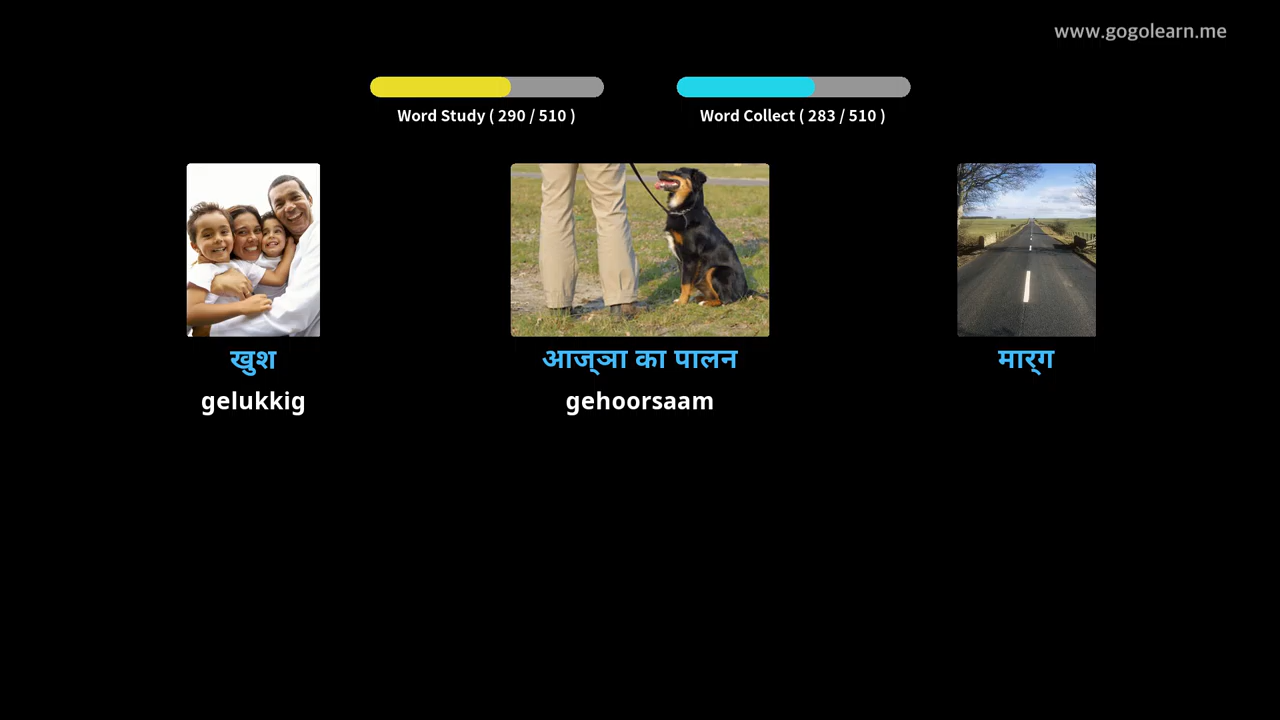 www.gogolearn.me
Word Study ( 290 / 510 )
Word Collect ( 283 / 510 )
खुश
आज्ञा का पालन
मार्ग
gelukkig
gehoorsaam